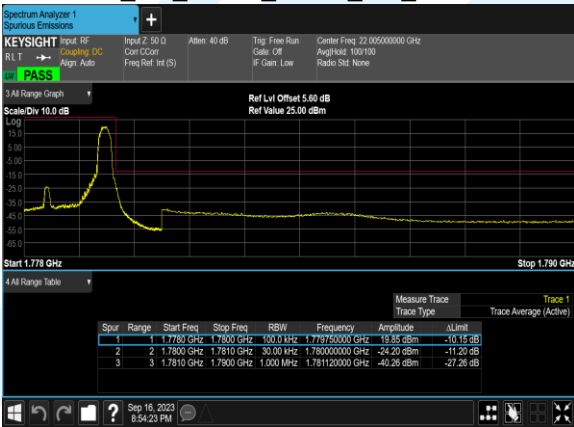 Spectrum Analyzer 1
Spurious Emissions
+
KEYSIGHT Input: RF Input Z: 50 Ω Atten: 40 dB Trig: Free Run Center Freq: 22.005000000 GHz
RLT Coupling: DC Corr CCorr Gate: Off Avg|Hold: 100/100
Align: Auto Freq Ref: Int (S) IF Gain: Low Radio Std: None
LXI PASS
3 All Range Graph
Ref Lvl Offset 5.60 dB
Scale/Div 10.0 dB Ref Value 25.00 dBm
Log
15.0
5.00
-5.00
-15.0
-25.0
-35.0
-45.0
-55.0
-65.0
Start 1.778 GHz Stop 1.790 GHz
4 All Range Table
Measure Trace Trace 1
Trace Type Trace Average (Active)
Spur Range Start Freq Stop Freq RBW Frequency Amplitude ΔLimit
1 1 1.7780 GHz 1.7800 GHz 100.0 kHz 1.779750000 GHz 19.85 dBm -10.15 dB
2 2 1.7800 GHz 1.7810 GHz 30.00 kHz 1.780000000 GHz -24.20 dBm -11.20 dB
3 3 1.7810 GHz 1.7900 GHz 1.000 MHz 1.781120000 GHz -40.26 dBm -27.26 dB
? Sep 16, 2023
8:54:23 PM